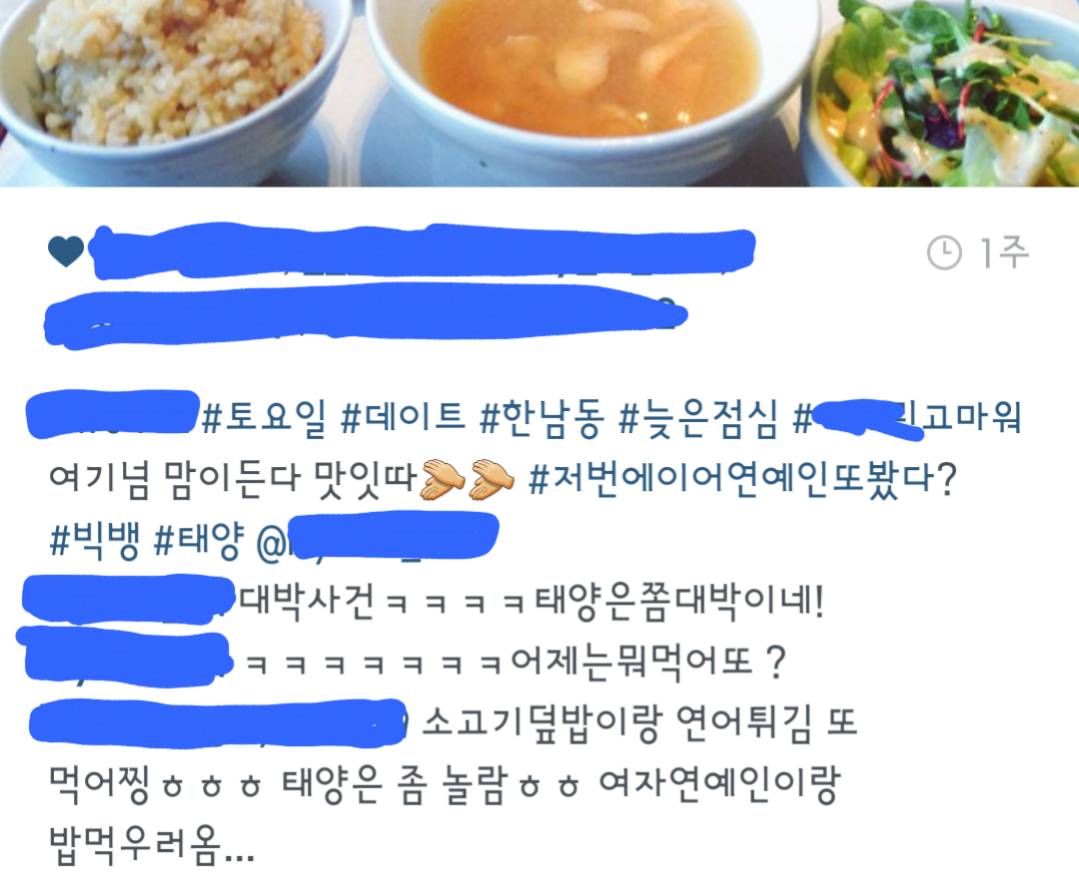 1주
#토요일 #데이트 #한남동 #늦은점심 # 고마워
여기넘 맘이든다 맛잇따👏👏 #저번에이어연예인또봤다?
#빅뱅 #태양 @
대박사건ㅋㅋㅋㅋ태양은쫌대박이네!
ㅋㅋㅋㅋㅋㅋㅋ어제는뭐먹어또?
소고기덮밥이랑 연어튀김 또
먹어찡ㅎㅎㅎ 태양은 좀 놀람ㅎㅎ 여자연예인이랑
밥먹우러옴...